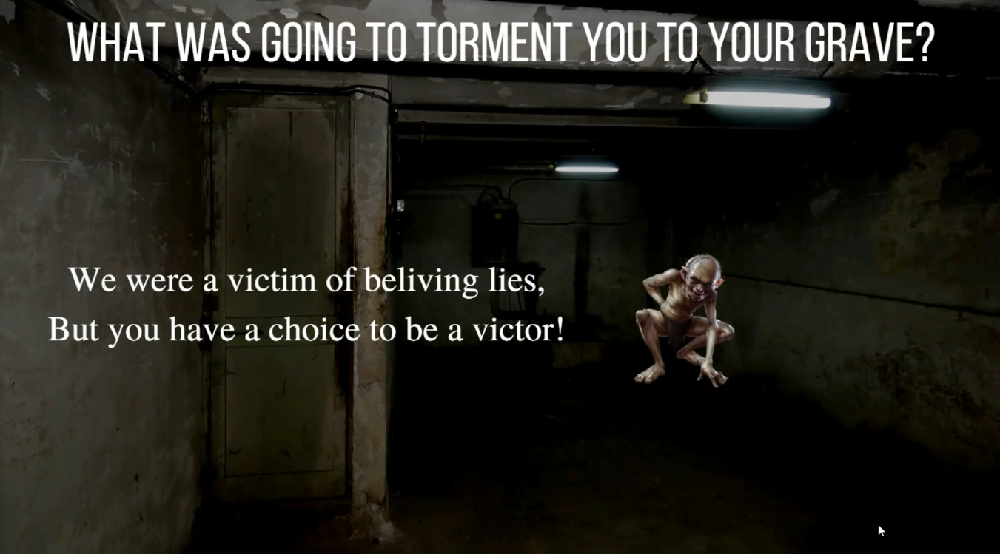 WHAT WAS GOING TO TORMENT YOU TO YOUR GRAVE?
We were a victim of beliving lies,
But you have a choice to be a victor!